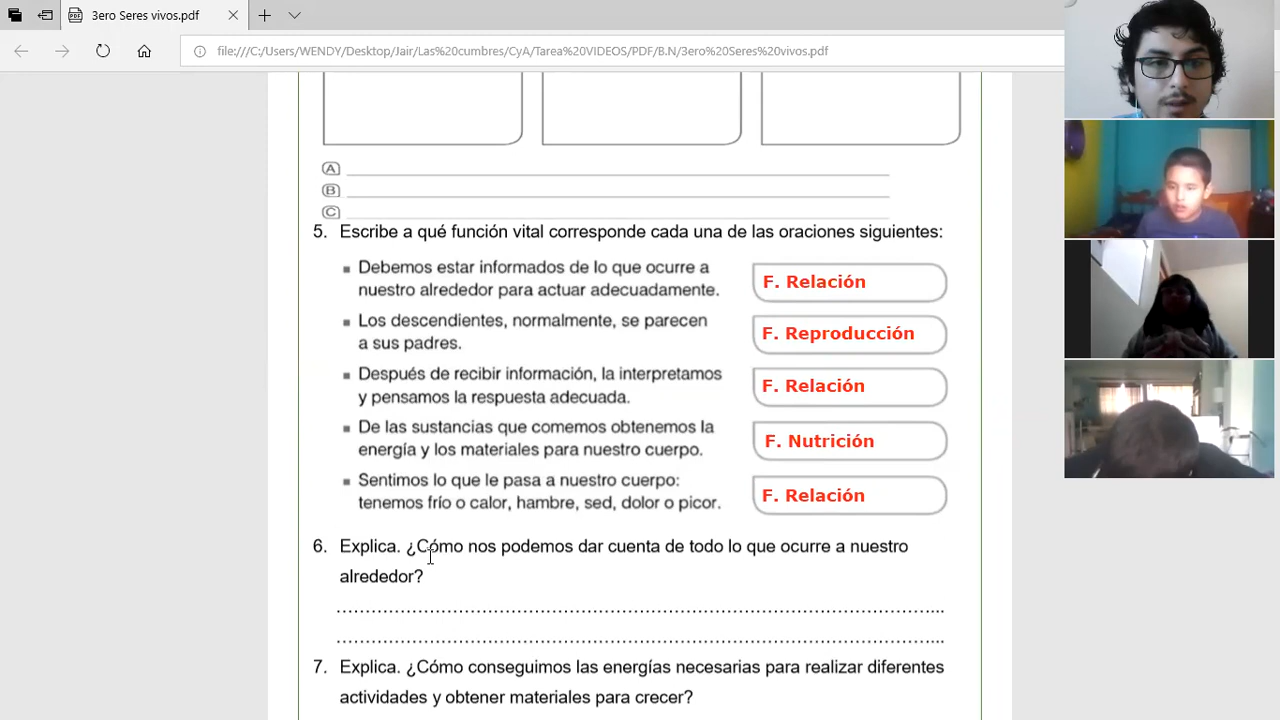 3ero Seres vivos.pdf
file:///C:/Users/WENDY/Desktop/Jair/Las%20cumbres/CyA/Tarea%20VIDEOS/PDF/B.N/3ero%20Seres%20vivos.pdf
A
B
C
5. Escribe a qué función vital corresponde cada una de las oraciones siguientes:
▪ Debemos estar informados de lo que ocurre a
nuestro alrededor para actuar adecuadamente.
F. Relación
▪ Los descendientes, normalmente, se parecen
a sus padres.
F. Reproducción
▪ Después de recibir información, la interpretamos
y pensamos la respuesta adecuada.
F. Relación
▪ De las sustancias que comemos obtenemos la
energía y los materiales para nuestro cuerpo.
F. Nutrición
▪ Sentimos lo que le pasa a nuestro cuerpo:
tenemos frío o calor, hambre, sed, dolor o picor.
F. Relación
6. Explica. ¿Cómo nos podemos dar cuenta de todo lo que ocurre a nuestro
alrededor?
7. Explica. ¿Cómo conseguimos las energías necesarias para realizar diferentes
actividades y obtener materiales para crecer?